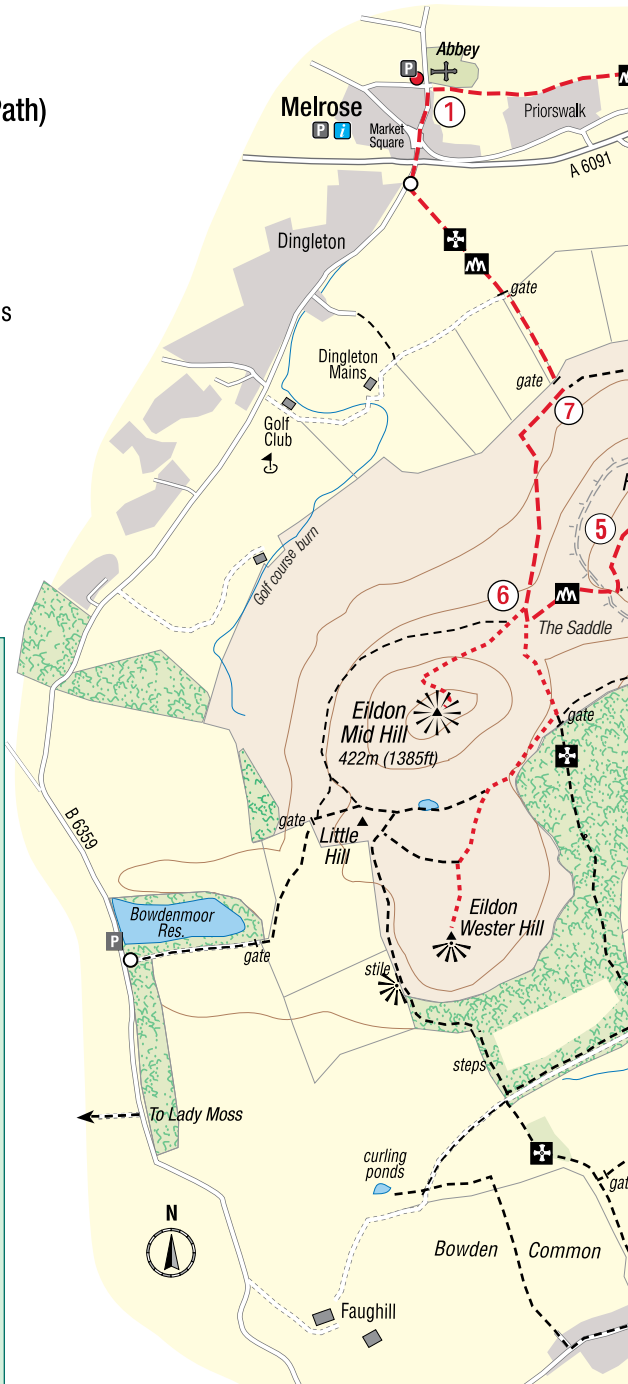 Path)
s
Abbey
P
Melrose
P i
Market
Square
1
Priorswalk
A 6091
Dingleton
gate
Dingleton
Mains
gate
7
Golf
Club
5
Golf course burn
6
The Saddle
Eildon
Mid Hill
422m (1385ft)
gate
gate
Little
Hill
B 6359
Bowdenmoor
Res.
P
gate
Eildon
Wester Hill
stile
steps
To Lady Moss
curling
ponds
gat
N
Bowden Common
Faughill